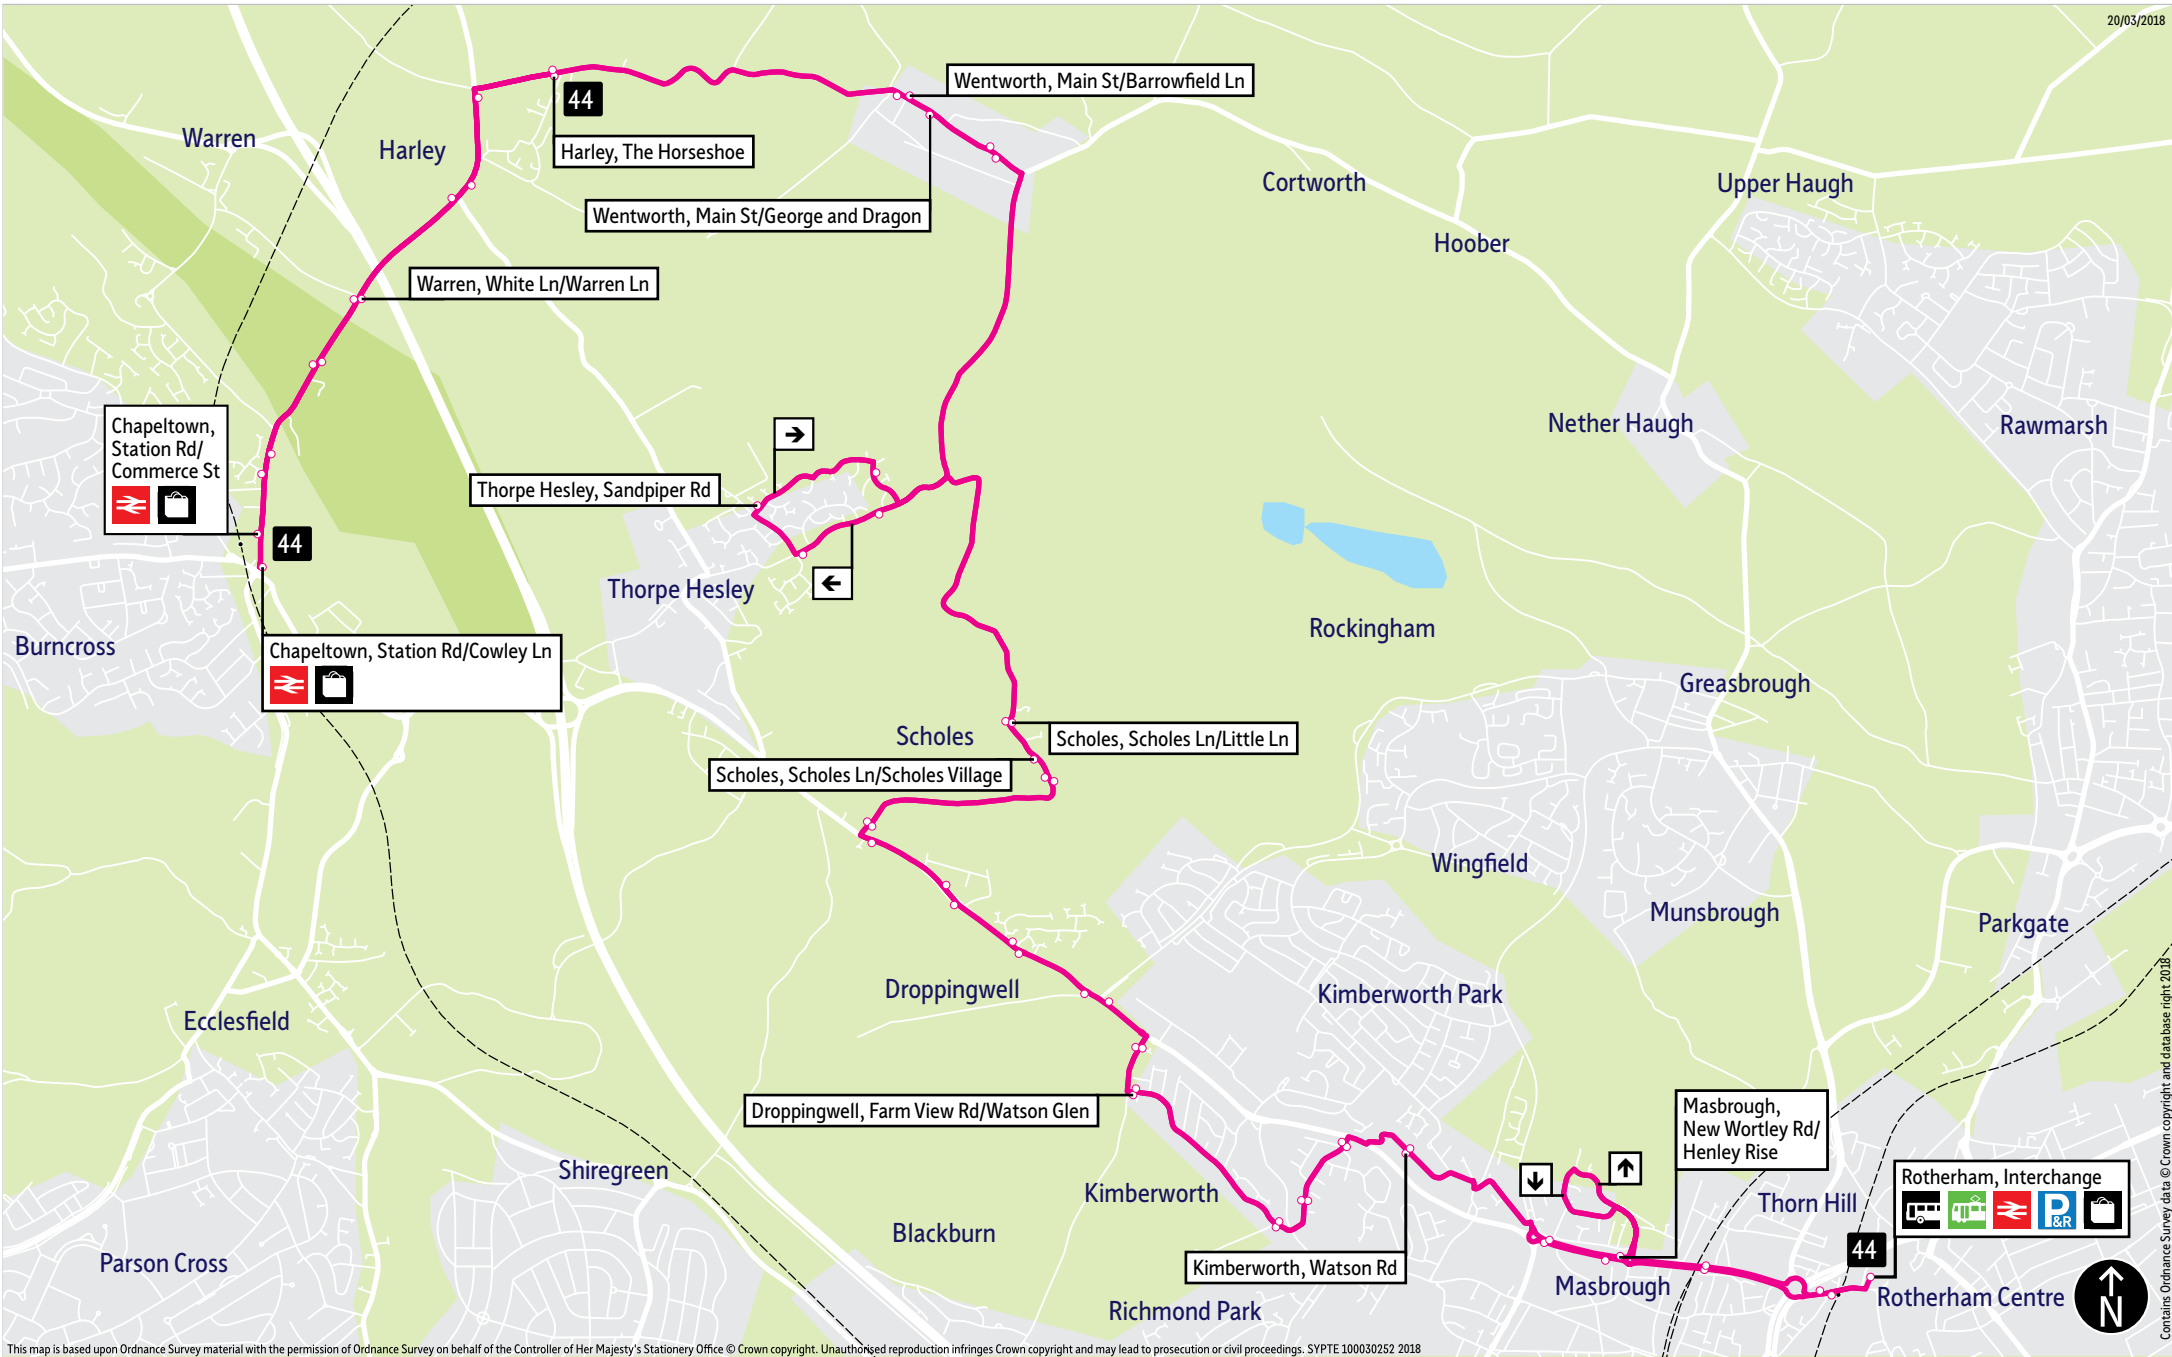 20/03/2018
Wentworth, Main St/Barrowfield Ln
44
Warren
Harley
Harley, The Horseshoe
Cortworth
Upper Haugh
Wentworth, Main St/George and Dragon
Hoober
Warren, White Ln/Warren Ln
Chapeltown,
Station Rd/
Commerce St
Nether Haugh
Rawmarsh
Thorpe Hesley, Sandpiper Rd
44
Thorpe Hesley
Rockingham
Burncross
Chapeltown, Station Rd/Cowley Ln
Greasbrough
Scholes
Scholes, Scholes Ln/Little Ln
Scholes, Scholes Ln/Scholes Village
Wingfield
Munsbrough
Parkgate
Droppingwell
Kimberworth Park
Ecclesfield
Droppingwell, Farm View Rd/Watson Glen
Masbrough,
New Wortley Rd/
Henley Rise
Shiregreen
Kimberworth
Rotherham, Interchange
P&R
Thorn Hill
Blackburn
44
Parson Cross
Kimberworth, Watson Rd
Masbrough
Rotherham Centre
Richmond Park
N
Contains Ordnance Survey data © Crown copyright and database right 2018
This map is based upon Ordnance Survey material with the permission of Ordnance Survey on behalf of the Controller of Her Majesty's Stationery Office © Crown copyright. Unauthorised reproduction infringes Crown copyright and may lead to prosecution or civil proceedings. SYPTE 100030252 2018